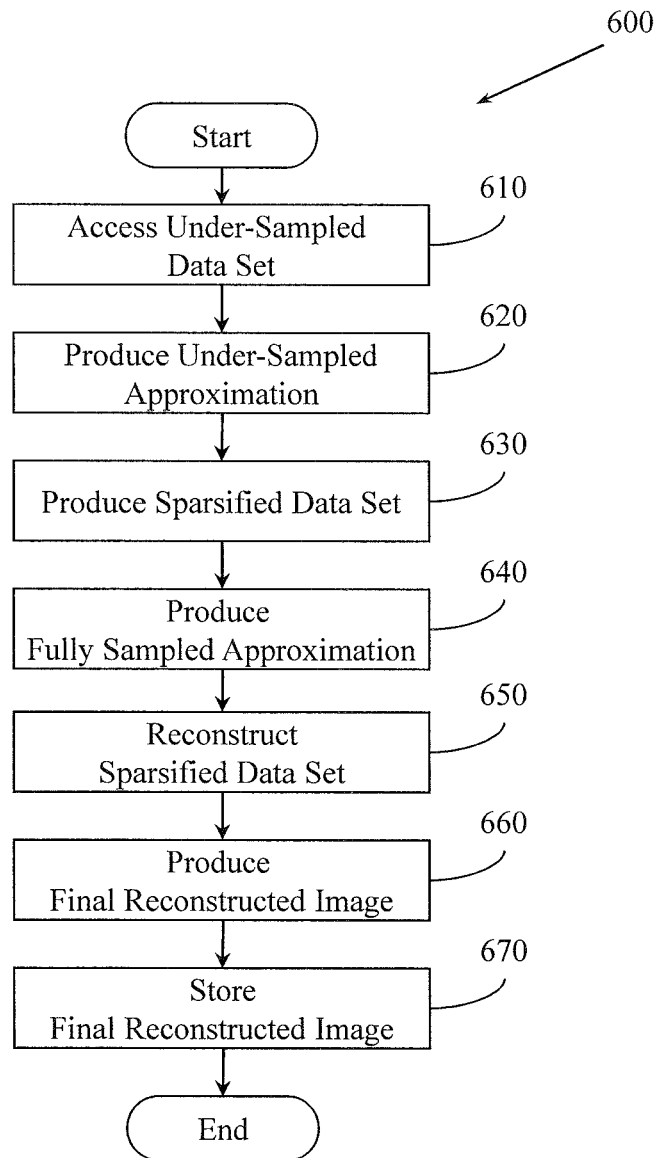 600
Start
610
Access Under-Sampled
Data Set
620
Produce Under-Sampled
Approximation
630
Produce Sparsified Data Set
640
Produce
Fully Sampled Approximation
650
Reconstruct
Sparsified Data Set
660
Produce
Final Reconstructed Image
670
Store
Final Reconstructed Image
End